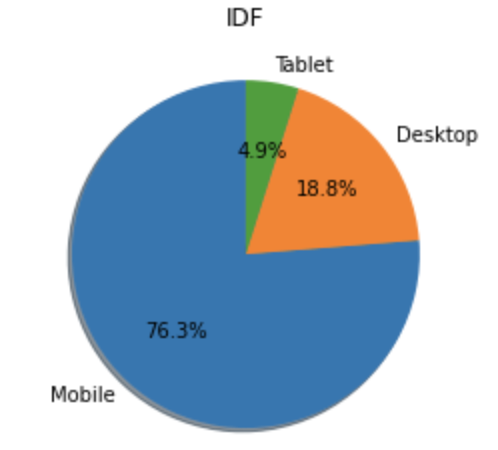 IDF
Tablet
Desktop
4.9%
18.8%
76.3%
Mobile